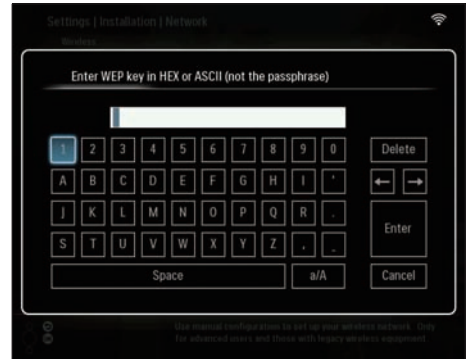 Settings | Installation | Network
Wireless
Enter WEP key in HEX or ASCII (not the passphrase)
1 2 3 4 5 6 7 8 9 0 Delete
A B C D E F G H I ' ← →
J K L M N O P Q R . Enter
S T U V W X Y Z , _
Space a/A Cancel
Use manual configuration to set up your wireless network. Only
for advanced users and those with legacy wireless equipment.